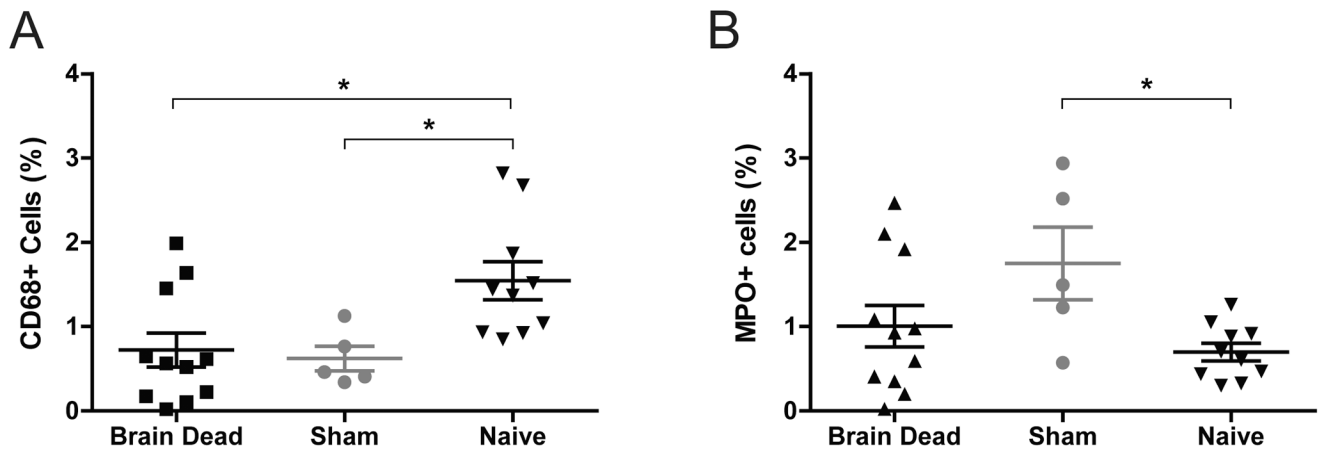 A
CD68+ Cells (%)
4
3
2
1
0
*
*
Brain Dead
Sham
Naive
B
MPO+ cells (%)
4
3
2
1
0
*
Brain Dead
Sham
Naive